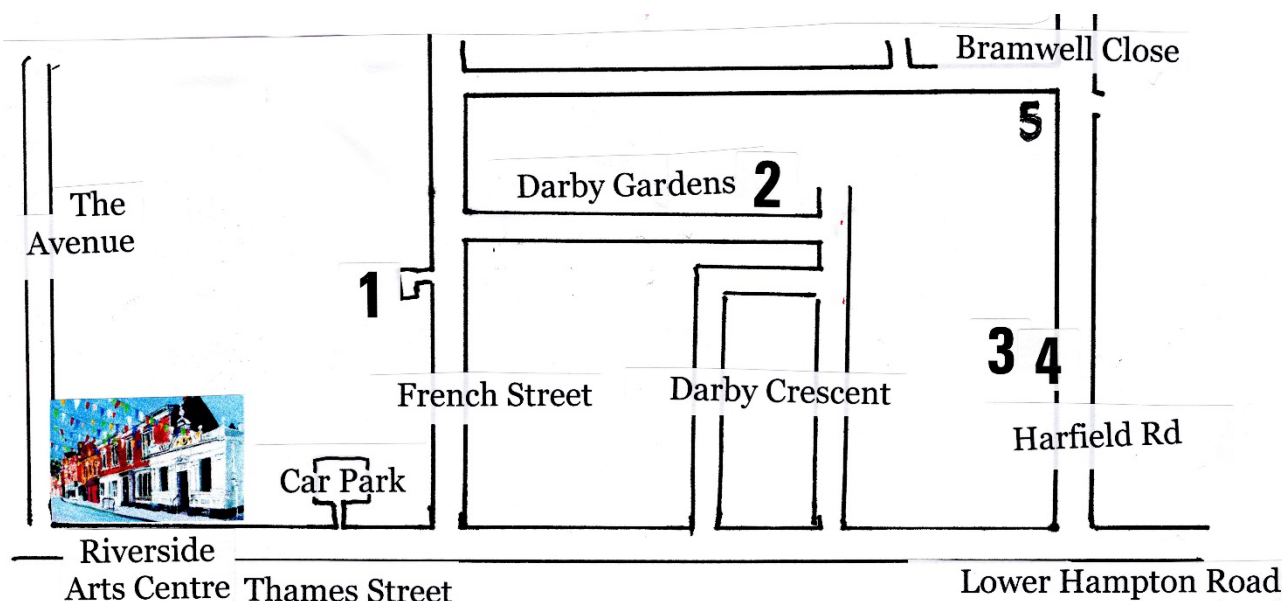 Bramwell Close
5
Darby Gardens 2
The
Avenue
1
3 4
French Street
Darby Crescent
Harfield Rd
Car Park
Riverside
Arts Centre
Thames Street
Lower Hampton Road